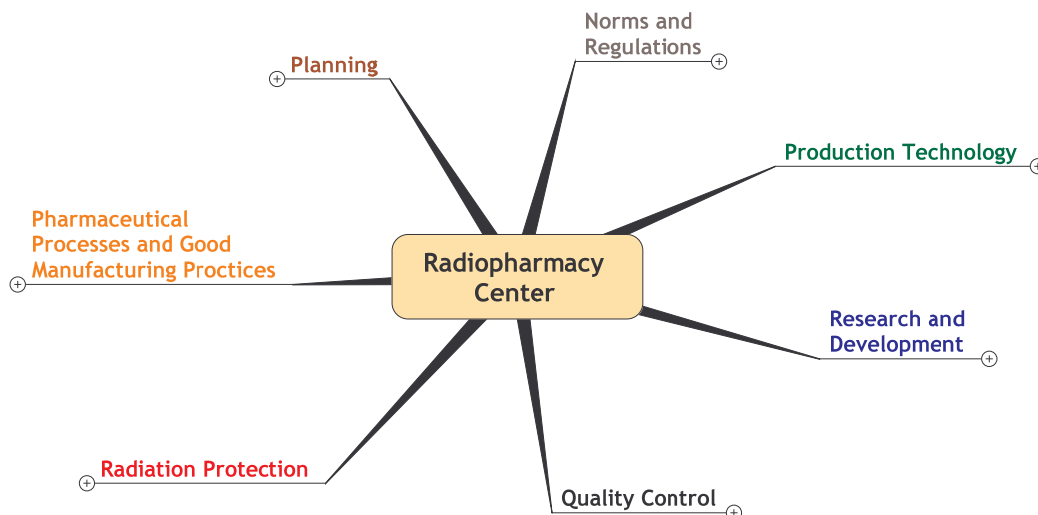 Norms and
Regulations
Planning
Production Technology
Pharmaceutical
Processes and Good
Manufacturing Proctices
Radiopharmacy
Center
Research and
Development
Radiation Protection
Quality Control